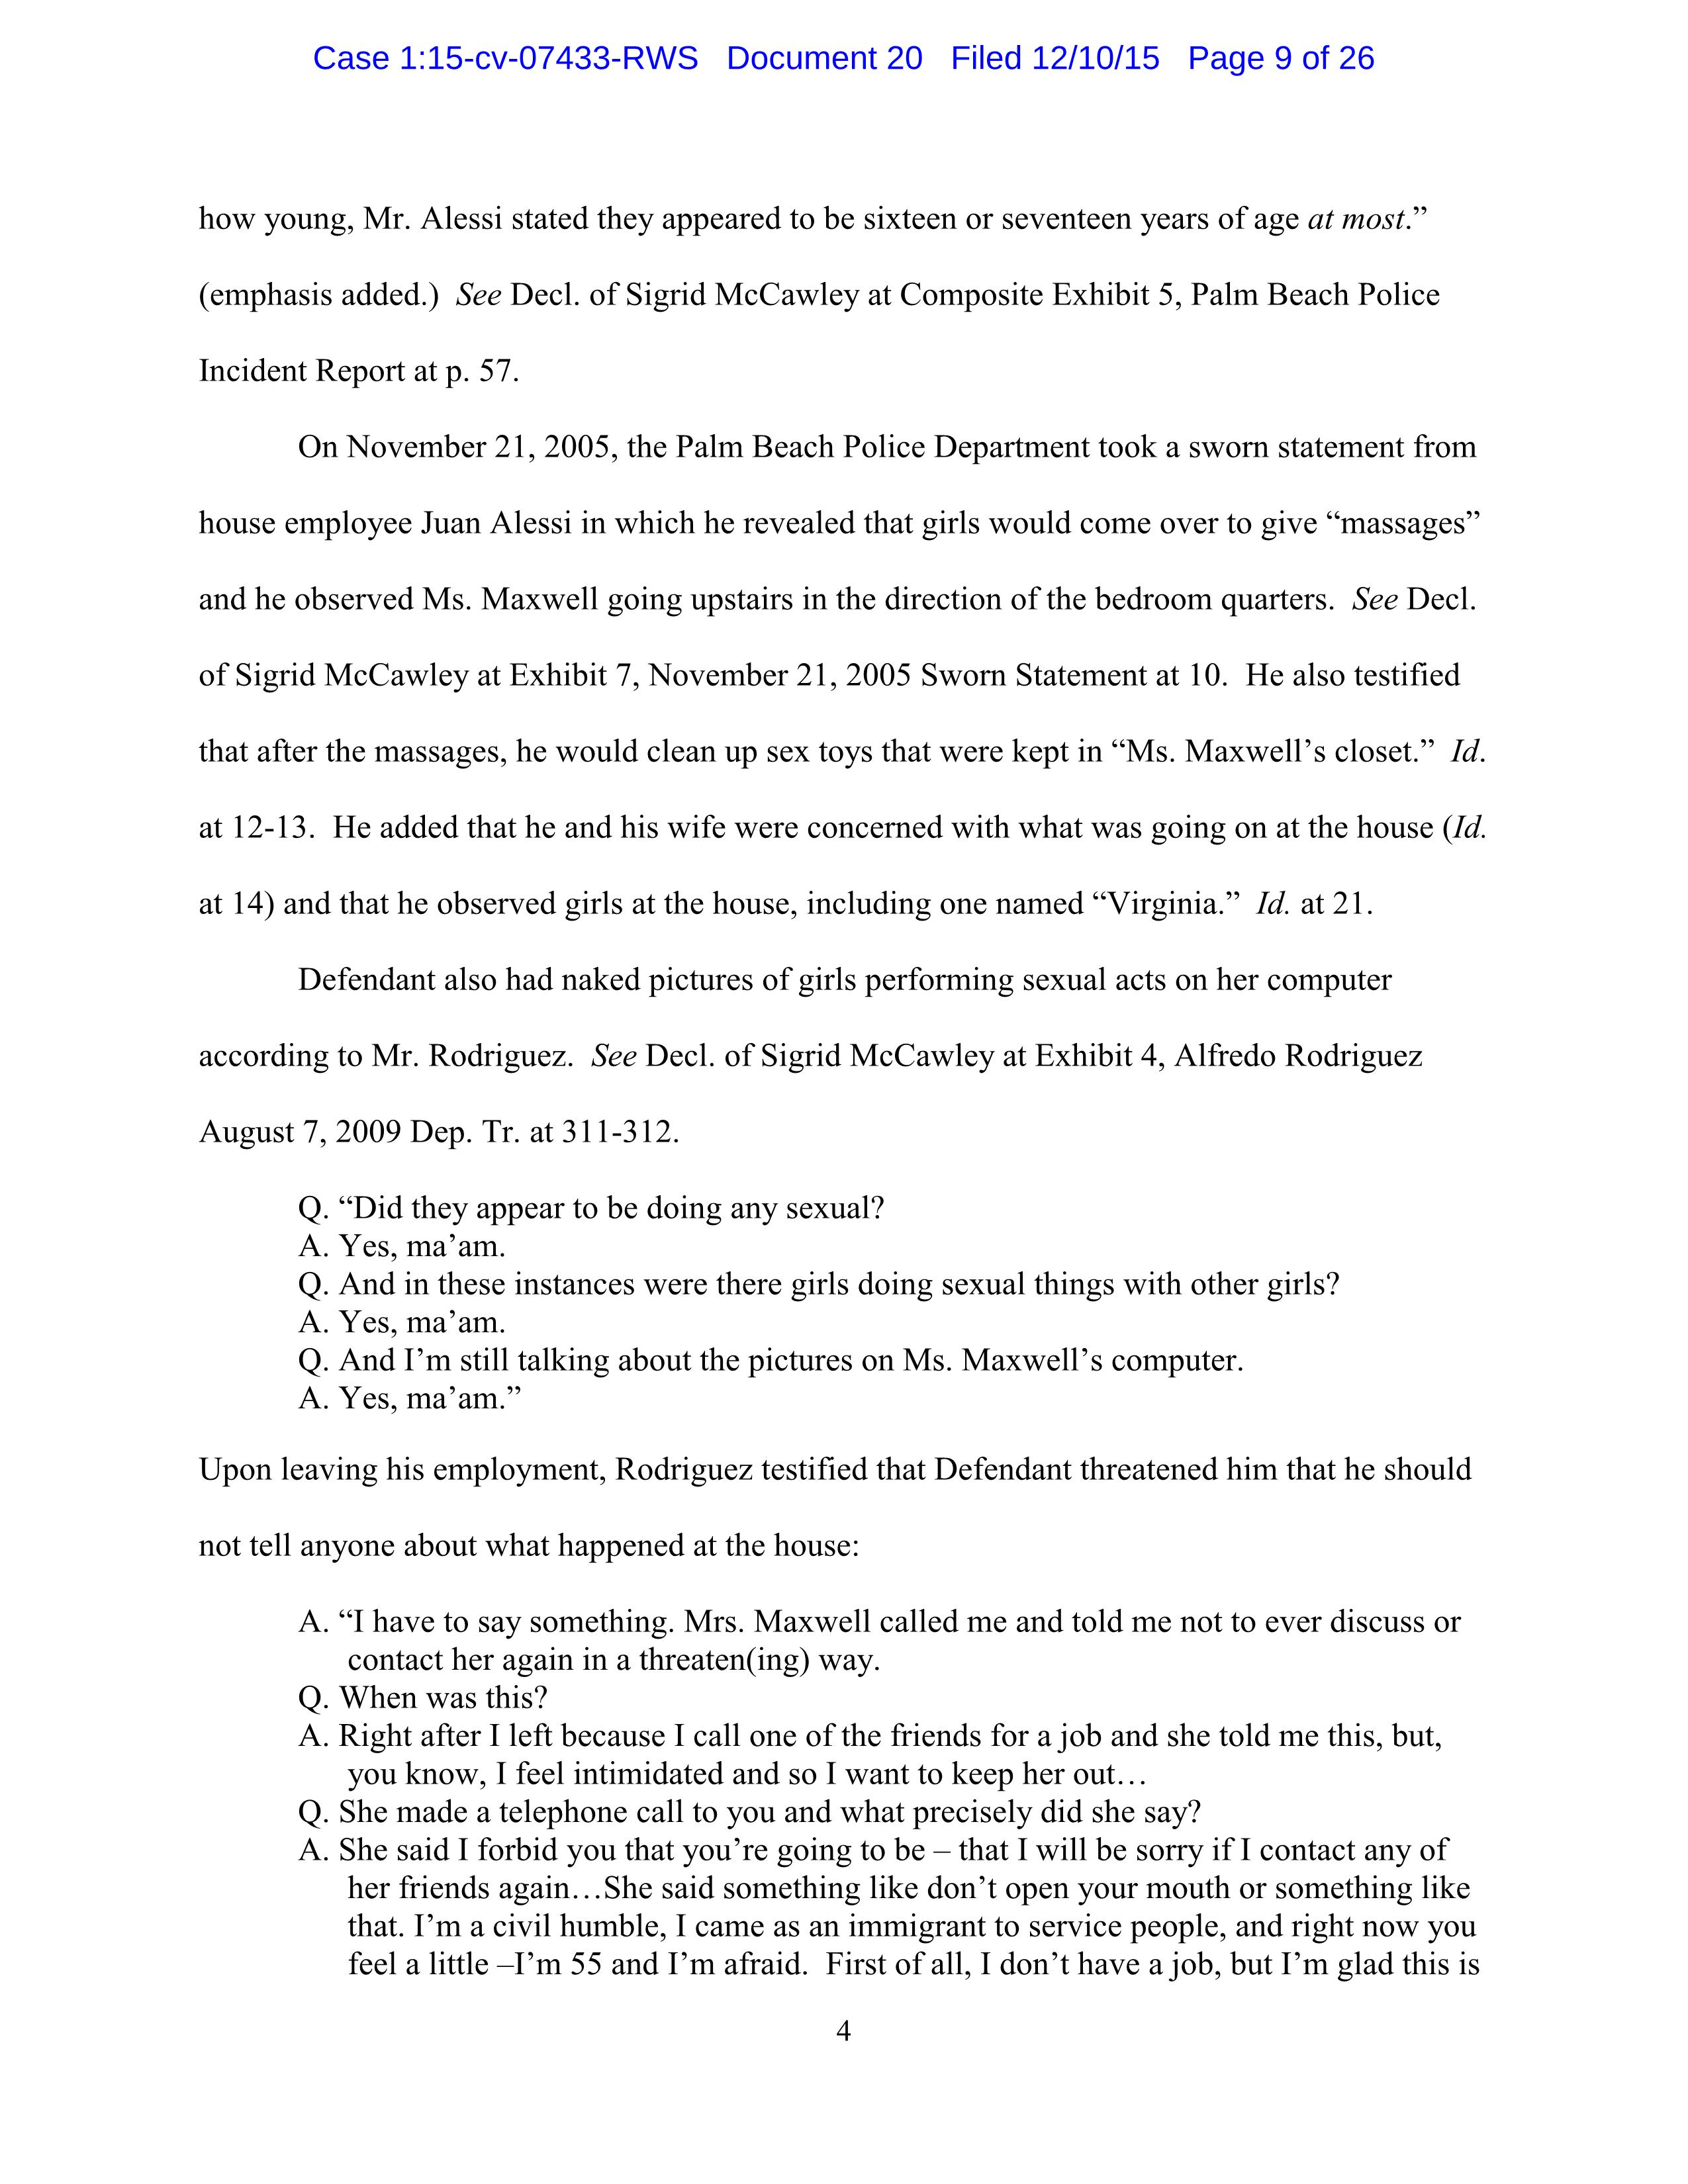 Case 1:15-cv-07433-RWS Document 20 Filed 12/10/15 Page 9 of 26
how young, Mr. Alessi stated they appeared to be sixteen or seventeen years of age at most.”
(emphasis added.) See Decl. of Sigrid McCawley at Composite Exhibit 5, Palm Beach Police
Incident Report at p. 57.
On November 21, 2005, the Palm Beach Police Department took a sworn statement from
house employee Juan Alessi in which he revealed that girls would come over to give “massages”
and he observed Ms. Maxwell going upstairs in the direction of the bedroom quarters. See Decl.
of Sigrid McCawley at Exhibit 7, November 21, 2005 Sworn Statement at 10. He also testified
that after the massages, he would clean up sex toys that were kept in “Ms. Maxwell’s closet.” Id.
at 12-13. He added that he and his wife were concerned with what was going on at the house (Id.
at 14) and that he observed girls at the house, including one named “Virginia.” Id. at 21.
Defendant also had naked pictures of girls performing sexual acts on her computer
according to Mr. Rodriguez. See Decl. of Sigrid McCawley at Exhibit 4, Alfredo Rodriguez
August 7, 2009 Dep. Tr. at 311-312.
Q. “Did they appear to be doing any sexual?
A. Yes, ma’am.
Q. And in these instances were there girls doing sexual things with other girls?
A. Yes, ma’am.
Q. And I’m still talking about the pictures on Ms. Maxwell’s computer.
A. Yes, ma’am.”
Upon leaving his employment, Rodriguez testified that Defendant threatened him that he should
not tell anyone about what happened at the house:
A. “I have to say something. Mrs. Maxwell called me and told me not to ever discuss or
contact her again in a threaten(ing) way.
Q. When was this?
A. Right after I left because I call one of the friends for a job and she told me this, but,
you know, I feel intimidated and so I want to keep her out…
Q. She made a telephone call to you and what precisely did she say?
A. She said I forbid you that you’re going to be – that I will be sorry if I contact any of
her friends again…She said something like don’t open your mouth or something like
that. I’m a civil humble, I came as an immigrant to service people, and right now you
feel a little –I’m 55 and I’m afraid. First of all, I don’t have a job, but I’m glad this is
4